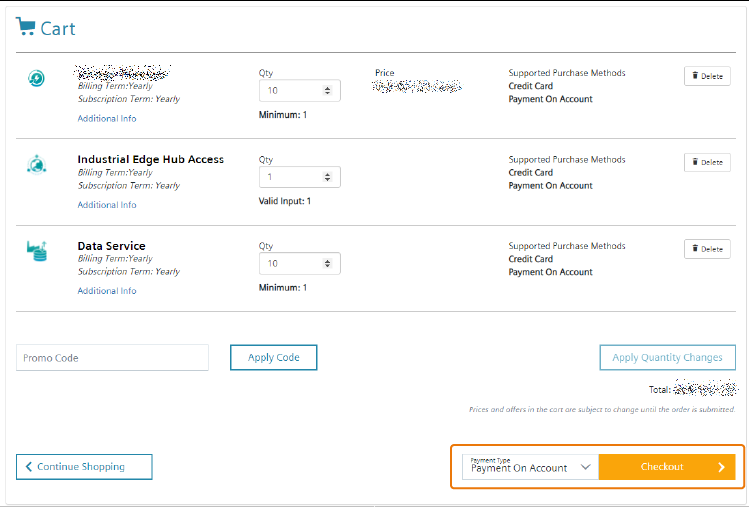 Cart
Qty
Price
Supported Purchase Methods
10
Credit Card
Delete
Billing Term:Yearly
Subscription Term: Yearly
Payment On Account
Additional Info
Minimum: 1
Industrial Edge Hub Access
Qty
Supported Purchase Methods
Billing Term:Yearly
1
Credit Card
Delete
Subscription Term: Yearly
Payment On Account
Additional Info
Valid Input: 1
Data Service
Qty
Supported Purchase Methods
Billing Term:Yearly
10
Credit Card
Delete
Subscription Term: Yearly
Payment On Account
Additional Info
Minimum: 1
Promo Code
Apply Code
Apply Quantity Changes
Total:
Prices and offers in the cart are subject to change until the order is submitted.
Continue Shopping
Payment Type
Payment On Account
Checkout